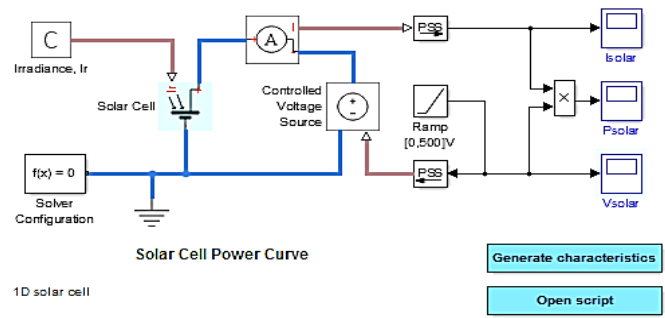 C
Irradiance, Ir
Ir
+
Solar Cell
A
I
+
-
Controlled
Voltage
Source
PSS
Ramp
[0,500]V
PSS
×
Isolar
Psolar
Vsolar
f(x) = 0
Solver
Configuration
Solar Cell Power Curve
1D solar cell
Generate characteristics
Open script